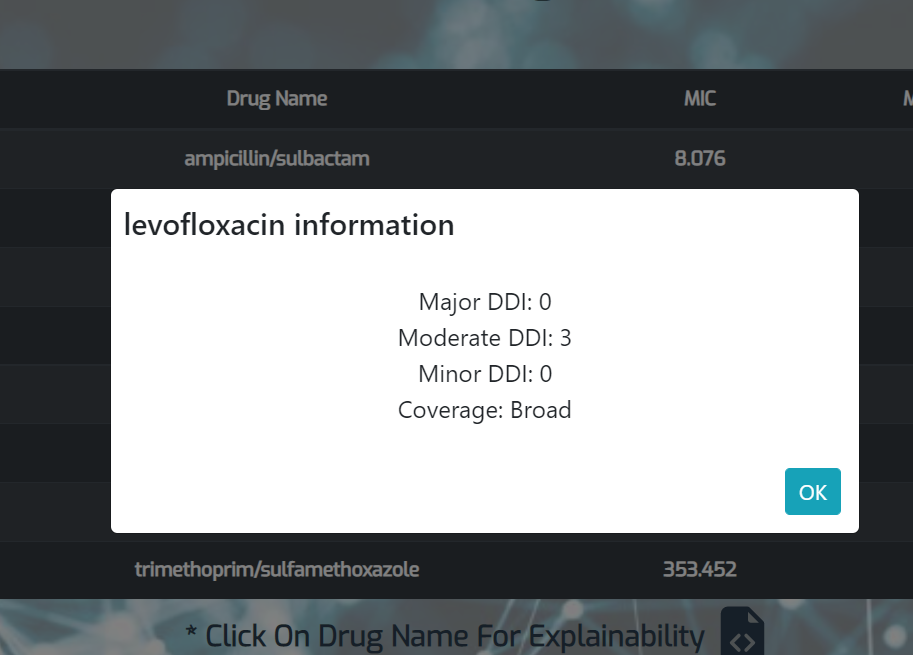 Drug Name MIC M
ampicillin/sulbactam 8.076
levofloxacin information
Major DDI: 0
Moderate DDI: 3
Minor DDI: 0
Coverage: Broad
OK
trimethoprim/sulfamethoxazole 353.452
* Click On Drug Name For Explainability